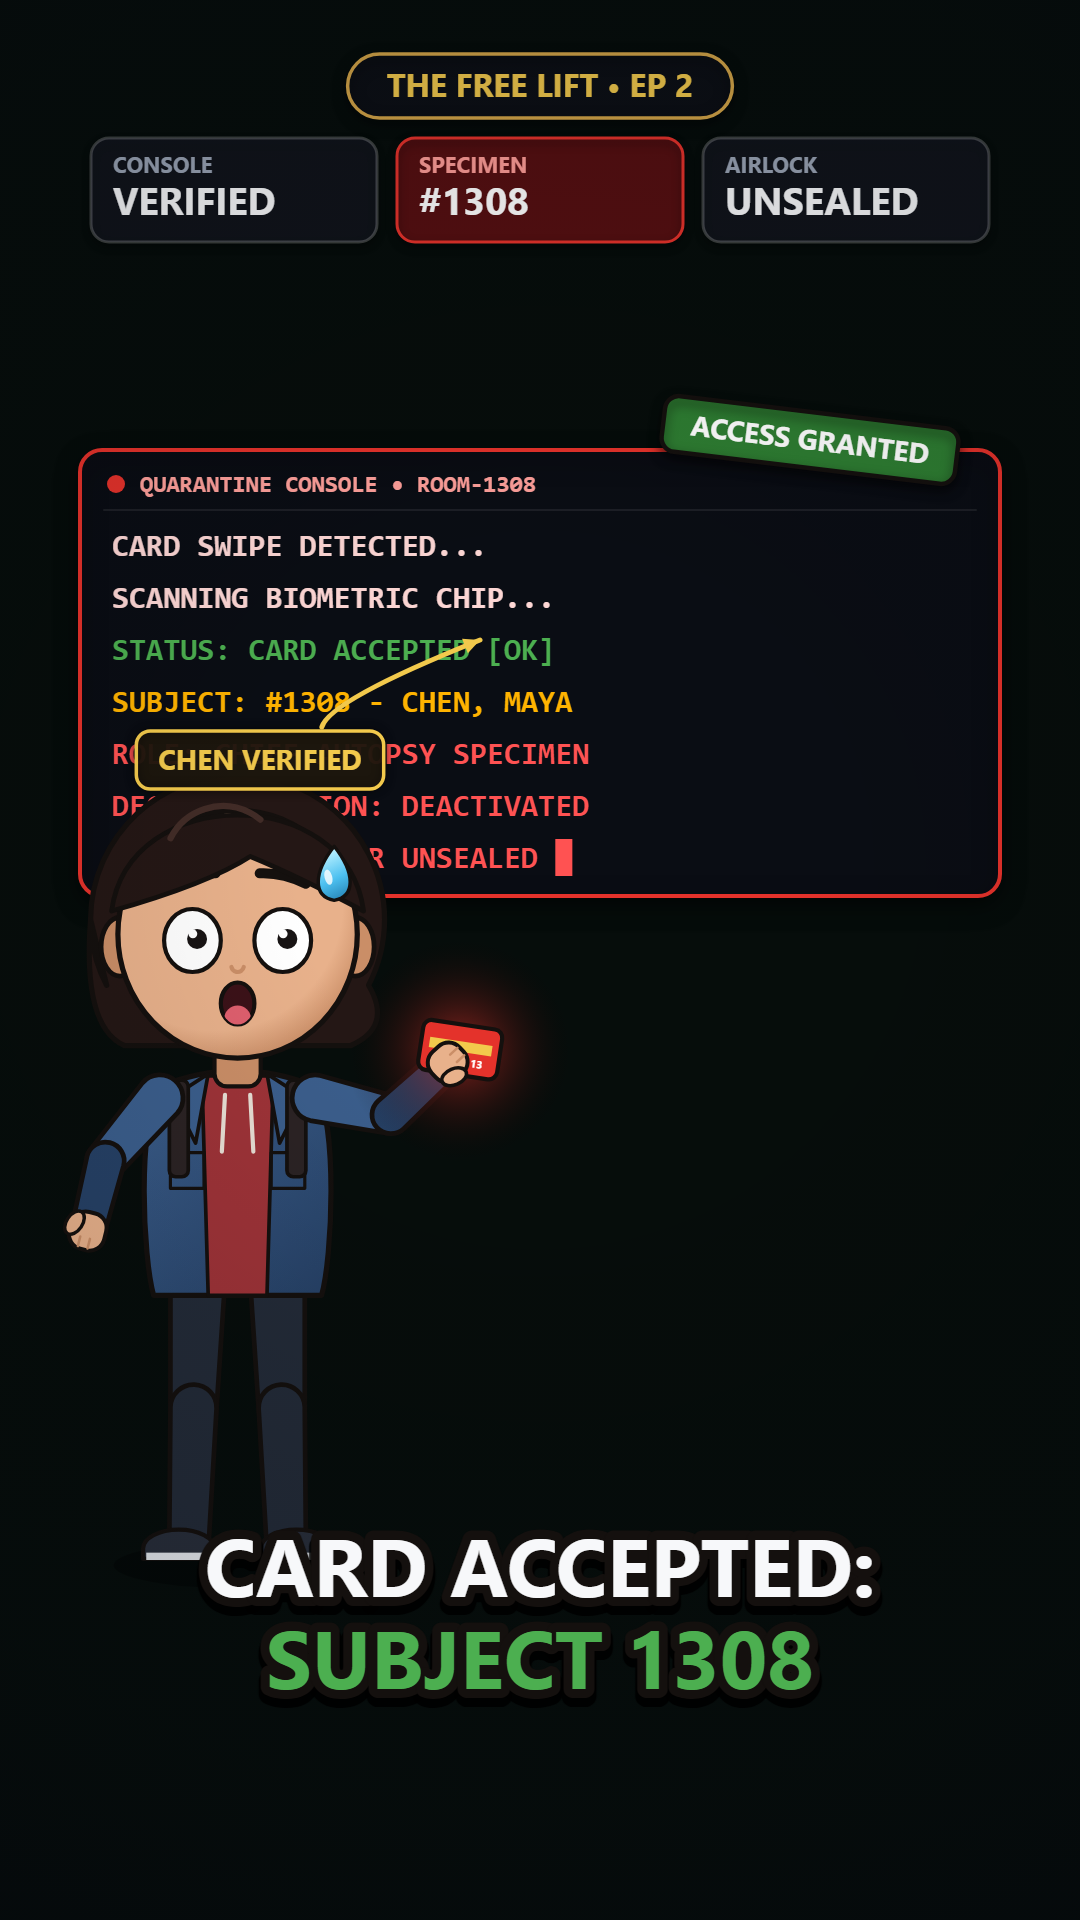 THE FREE LIFT • EP 2
CONSOLE
VERIFIED
SPECIMEN
#1308
AIRLOCK
UNSEALED
ACCESS GRANTED
QUARANTINE CONSOLE • ROOM-1308
CARD SWIPE DETECTED...
SCANNING BIOMETRIC CHIP...
STATUS: CARD ACCEPTED [OK]
SUBJECT: #1308 - CHEN, MAYA
SPECIMEN
CHEN VERIFIED
DEACTIVATED
UNSEALED
13
CARD ACCEPTED:
SUBJECT 1308